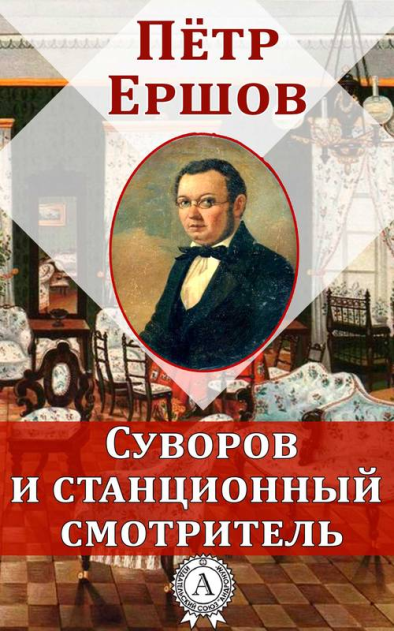 Пётр
Ершов
Суворов
и станционный
смотритель
А